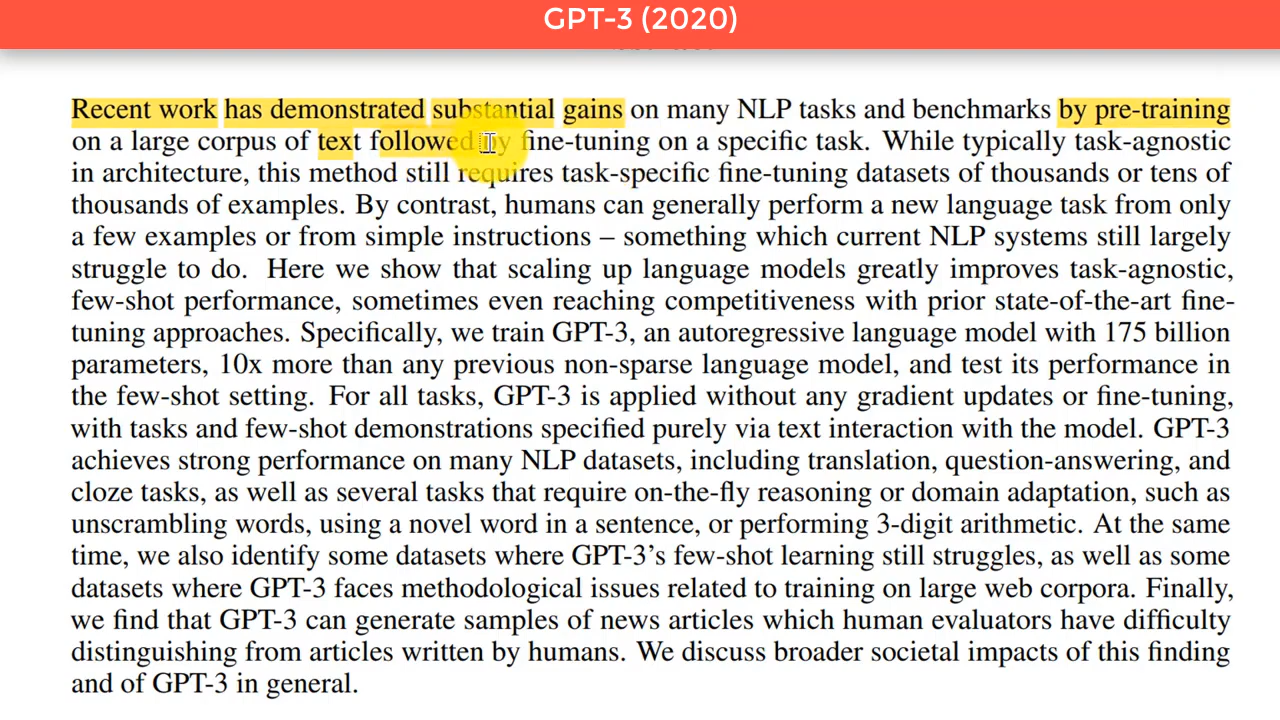 GPT-3 (2020)
Recent work has demonstrated substantial gains on many NLP tasks and benchmarks by pre-training
on a large corpus of text followed by fine-tuning on a specific task. While typically task-agnostic
in architecture, this method still requires task-specific fine-tuning datasets of thousands or tens of
thousands of examples. By contrast, humans can generally perform a new language task from only
a few examples or from simple instructions – something which current NLP systems still largely
struggle to do. Here we show that scaling up language models greatly improves task-agnostic,
few-shot performance, sometimes even reaching competitiveness with prior state-of-the-art fine-
tuning approaches. Specifically, we train GPT-3, an autoregressive language model with 175 billion
parameters, 10x more than any previous non-sparse language model, and test its performance in
the few-shot setting. For all tasks, GPT-3 is applied without any gradient updates or fine-tuning,
with tasks and few-shot demonstrations specified purely via text interaction with the model. GPT-3
achieves strong performance on many NLP datasets, including translation, question-answering, and
cloze tasks, as well as several tasks that require on-the-fly reasoning or domain adaptation, such as
unscrambling words, using a novel word in a sentence, or performing 3-digit arithmetic. At the same
time, we also identify some datasets where GPT-3's few-shot learning still struggles, as well as some
datasets where GPT-3 faces methodological issues related to training on large web corpora. Finally,
we find that GPT-3 can generate samples of news articles which human evaluators have difficulty
distinguishing from articles written by humans. We discuss broader societal impacts of this finding
and of GPT-3 in general.